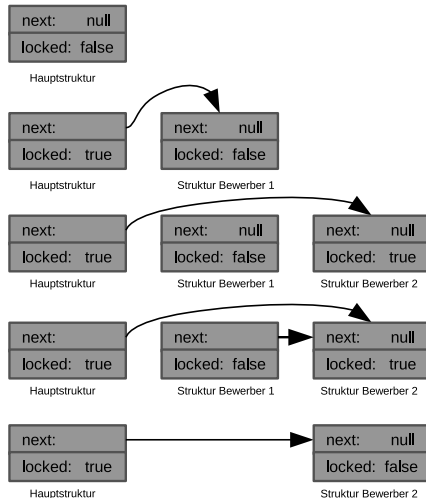 next: null
locked: false
Hauptstruktur
next: next: null
locked: true locked: false
Hauptstruktur Struktur Bewerber 1
next: next: null next: null
locked: true locked: false locked: true
Hauptstruktur Struktur Bewerber 1 Struktur Bewerber 2
next: next: next: null
locked: true locked: false locked: true
Hauptstruktur Struktur Bewerber 1 Struktur Bewerber 2
next: next: null
locked: true locked: false
Hauptstruktur Struktur Bewerber 2